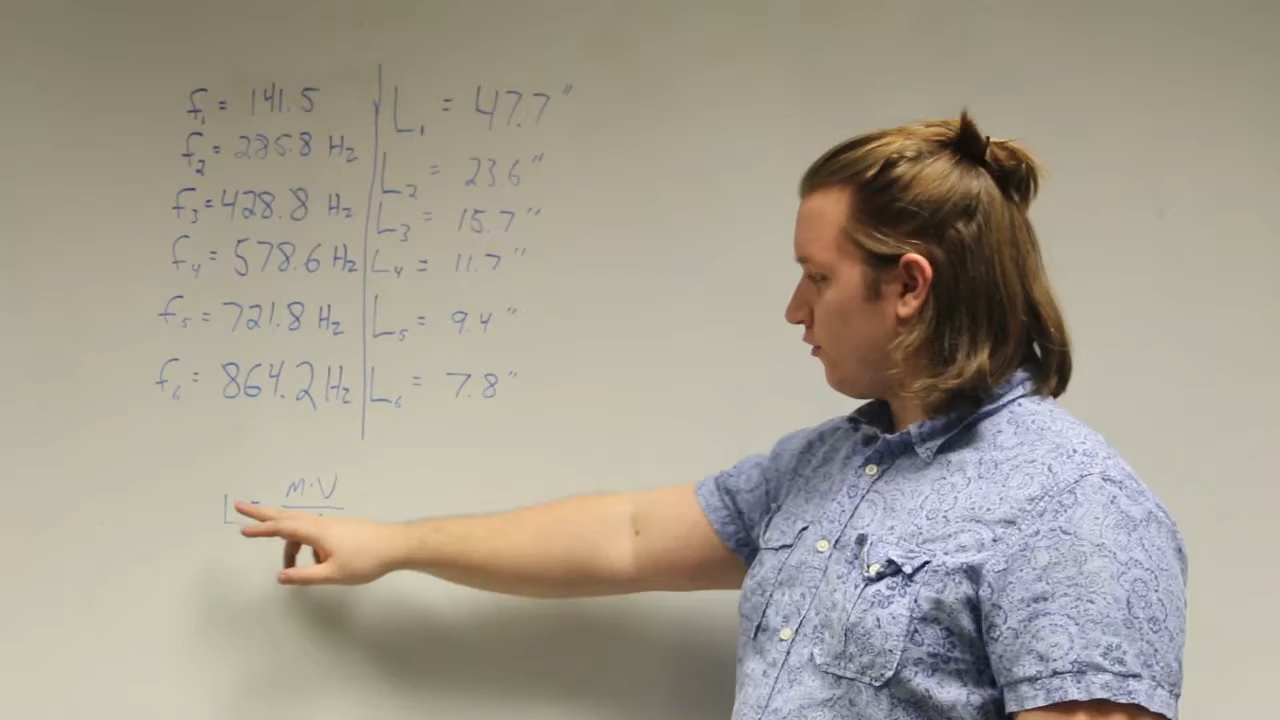 f₁ = 141.5
f₂ = 285.8 Hz
f₃ = 428.8 Hz
f₄ = 578.6 Hz
f₅ = 721.8 Hz
f₆ = 864.2 Hz
L₁ = 47.7"
L₂ = 23.6"
L₃ = 15.7"
L₄ = 11.7"
L₅ = 9.4"
L₆ = 7.8"
L = m·V